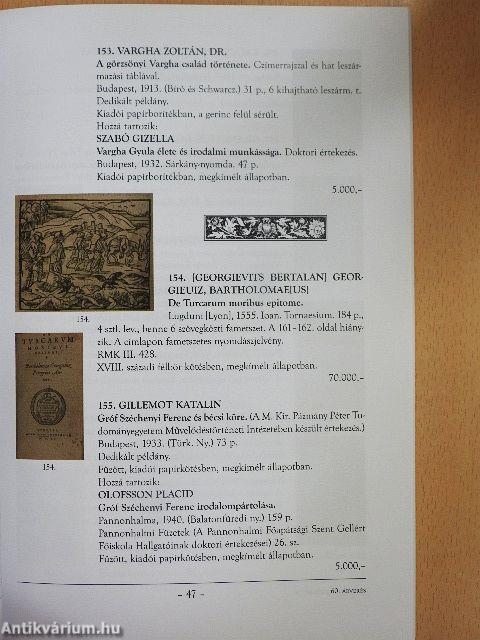 153. VARGHA ZOLTÁN, DR.
A görzsönyi Vargha család története. Címerrajzzal és hat leszár-
mazási táblával.
Budapest, 1913. (Bíró és Schwarcz.) 31 p., 6 kihajtható leszárm. t.
Dedikált példány.
Kiadói papírborítékban, a gerinc felül sérült.
Hozzá tartozik:
SZABÓ GIZELLA
Vargha Gyula élete és irodalmi munkássága. Doktori értekezés.
Budapest, 1932. Sárkány-nyomda. 47 p.
Kiadói papírborítékban, megkímélt állapotban.
5.000,–
154.
154. [GEORGIEVITS BERTALAN] GEOR-
GIEUIZ, BARTHOLOMAE[US]
De Turcarum moribus epitome.
Lugduni [Lyon], 1555. Ioan. Tornaesium. 184 p.,
4 sztl. lev., benne 6 szövegközti fametszet. A 161–162. oldal hiány-
zik. A címlapon fametszetes nyomdászjelvény.
RMK III. 428.
XVIII. századi félbőr kötésben, megkímélt állapotban.
70.000,–
TVRCARVM
154.
155. GILLEMOT KATALIN
Gróf Széchenyi Ferenc és bécsi köre. (A M. Kir. Pázmány Péter Tu-
dományegyetem Művelődéstörténeti Intézetében készült értekezés.)
Budapest, 1933. (Türk. Ny.) 73 p.
Dedikált példány.
Fűzött, kiadói papírkötésben, megkímélt állapotban.
Hozzá tartozik:
OLOFSSON PLACID
Gróf Széchenyi Ferenc irodalompártolása.
Pannonhalma, 1940. (Balatonfüredi ny.) 159 p.
Pannonhalmi Füzetek (A Pannonhalmi Főapátsági Szent Gellért
Főiskola Hallgatóinak doktori értekezései) 26. sz.
Fűzött, kiadói papírkötésben, megkímélt állapotban.
5.000,–
– 47 –
60. ÁRVERÉS
Antikvárium.hu